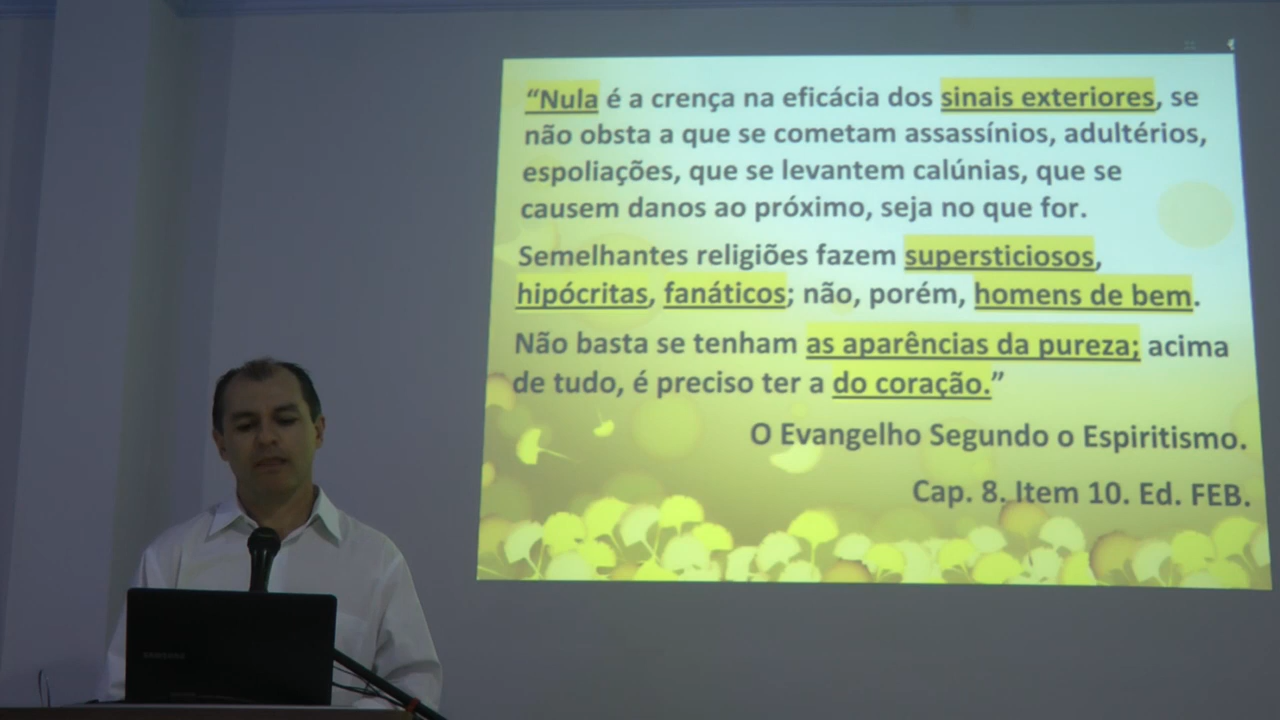 “Nula é a crença na eficácia dos sinais exteriores, se
não obsta a que se cometam assassínios, adultérios,
espoliações, que se levantem calúnias, que se
causem danos ao próximo, seja no que for.
Semelhantes religiões fazem supersticiosos,
hipócritas, fanáticos; não, porém, homens de bem.
Não basta se tenham as aparências da pureza; acima
de tudo, é preciso ter a do coração.”
O Evangelho Segundo o Espiritismo.
Cap. 8. Item 10. Ed. FEB.
SAMSUNG